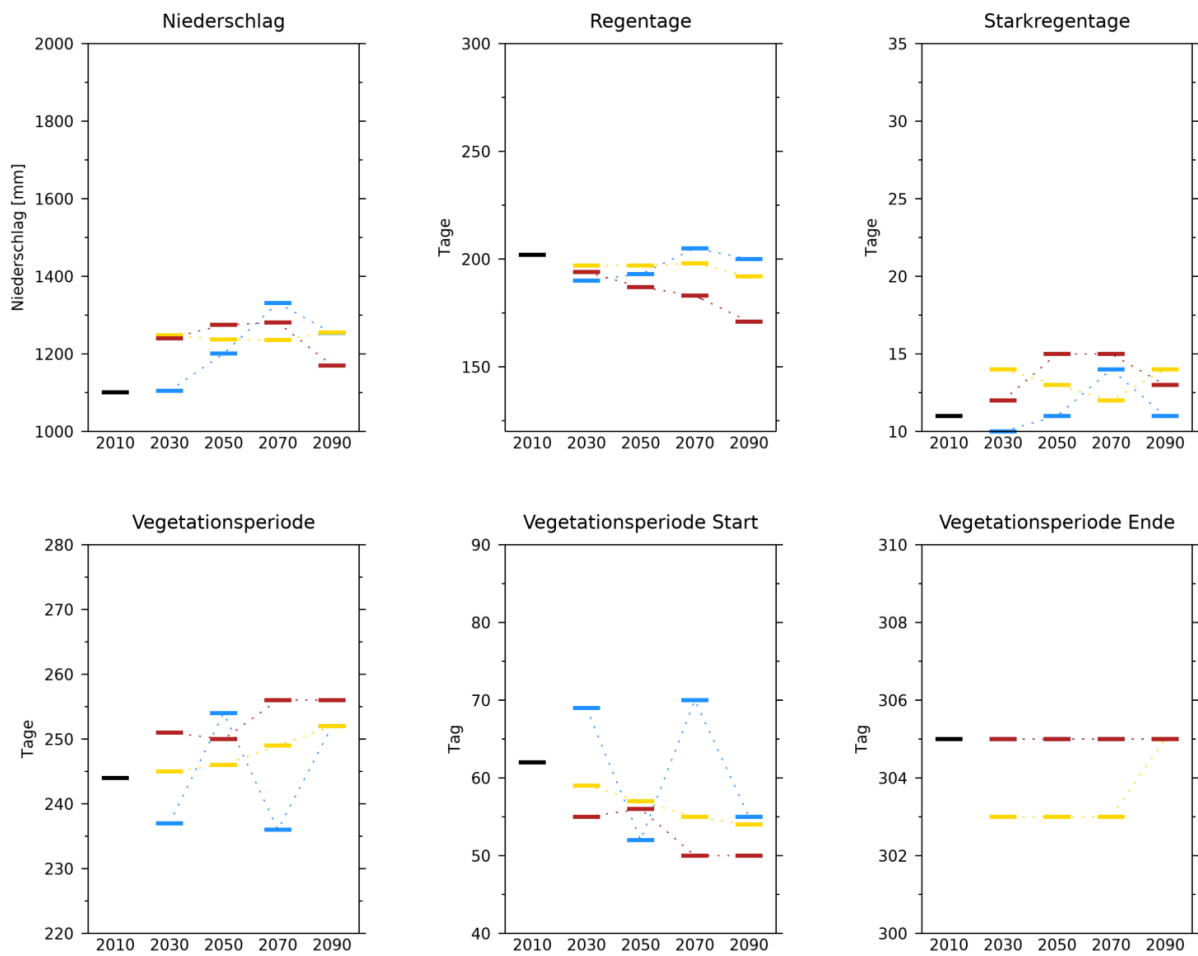 Niederschlag
2000
1800
1600
1400
1200
1000
Niederschlag [mm]
2010 2030 2050 2070 2090
Regentage
300
250
200
150
Tage
2010 2030 2050 2070 2090
Starkregentage
35
30
25
20
15
10
Tage
2010 2030 2050 2070 2090
Vegetationsperiode
280
270
260
250
240
230
220
Tage
2010 2030 2050 2070 2090
Vegetationsperiode Start
90
80
70
60
50
40
Tag
2010 2030 2050 2070 2090
Vegetationsperiode Ende
310
308
306
304
302
300
Tag
2010 2030 2050 2070 2090